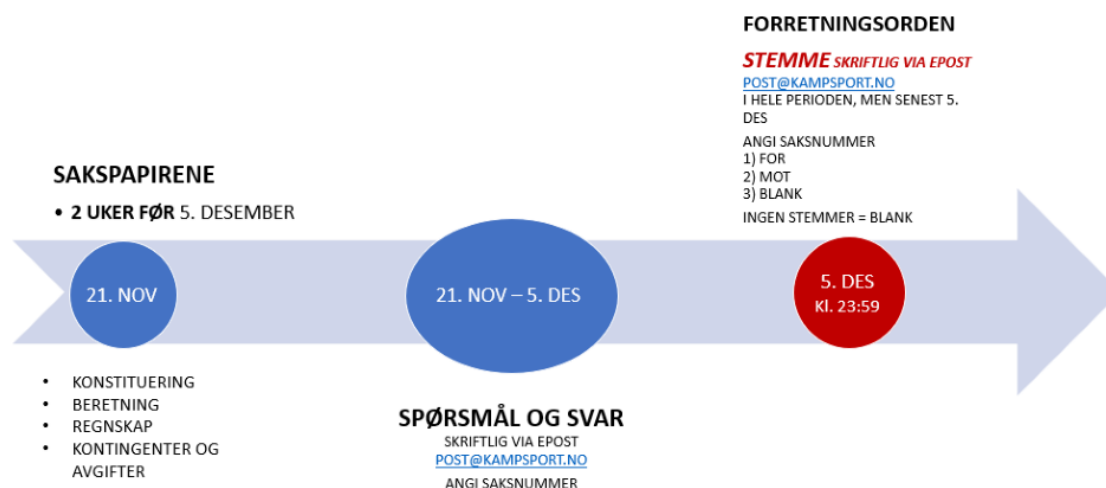 SAKSPAPIRENE
• 2 UKER FØR 5. DESEMBER
21. NOV
• KONSTITUERING
• BERETNING
• REGNSKAP
• KONTINGENTER OG
AVGIFTER
21. NOV – 5. DES
SPØRSMÅL OG SVAR
SKRIFTLIG VIA EPOST
POST@KAMPSPORT.NO
ANGI SAKSNUMMER
FORRETNINGSORDEN
STEMME SKRIFTLIG VIA EPOST
POST@KAMPSPORT.NO
I HELE PERIODEN, MEN SENEST 5.
DES
ANGI SAKSNUMMER
1) FOR
2) MOT
3) BLANK
INGEN STEMMER = BLANK
5. DES
Kl. 23:59